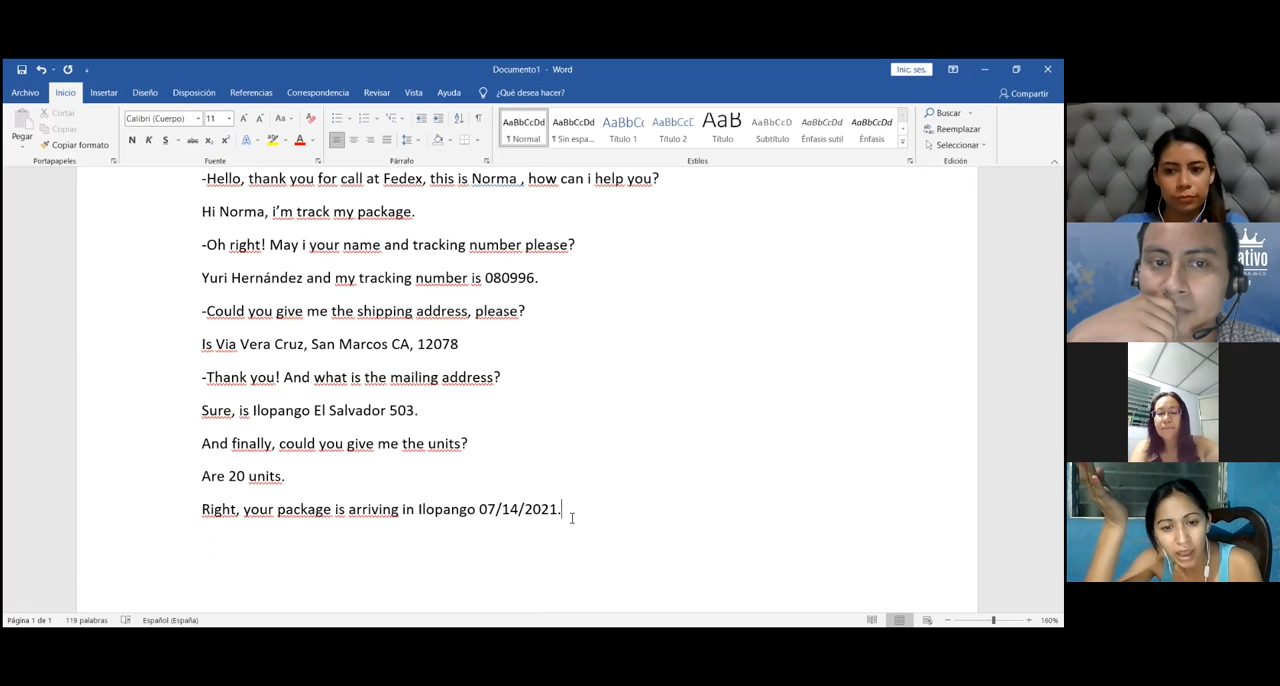 Documento1 - Word
Inic. ses.
Archivo Inicio Insertar Diseño Disposición Referencias Correspondencia Revisar Vista Ayuda ¿Qué desea hacer? Compartir
Pegar
Cortar
Copiar
Copiar formato
Portapapeles
Calibri (Cuerpo) 11
Fuente
Párrafo
AaBbCcDd AaBbCcDd AaBbCc AaBbCcC AaB AaBbCcD AaBbCcDd AaBbCcDd
¶ Normal ¶ Sin espa... Título 1 Título 2 Título Subtítulo Énfasis sutil Énfasis
Estilos
Buscar
Reemplazar
Seleccionar
Edición
-Hello, thank you for call at Fedex, this is Norma , how can i help you?
Hi Norma, i’m track my package.
-Oh right! May i your name and tracking number please?
Yuri Hernández and my tracking number is 080996.
-Could you give me the shipping address, please?
Is Via Vera Cruz, San Marcos CA, 12078
-Thank you! And what is the mailing address?
Sure, is Ilopango El Salvador 503.
And finally, could you give me the units?
Are 20 units.
Right, your package is arriving in Ilopango 07/14/2021.
Página 1 de 1 119 palabras Español (España) 160%
ativo